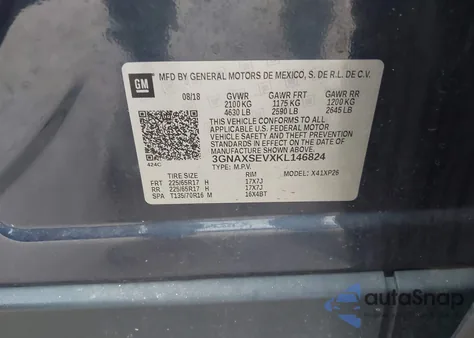 GM
MFD BY GENERAL MOTORS DE MEXICO, S. DE R.L. DE C.V.
08/18 GVWR GAWR FRT GAWR RR
2100 KG 1175 KG 1200 KG
4630 LB 2590 LB 2645 LB
THIS VEHICLE CONFORMS TO ALL
APPLICABLE U.S. FEDERAL MOTOR
VEHICLE SAFETY AND THEFT PREVENTION
STANDARDS IN EFFECT ON THE DATE OF
MANUFACTURE SHOWN ABOVE.
3GNAXSEVXKL146824
42AC TYPE: M.P.V.
TIRE SIZE RIM MODEL: X41XP26
FRT 225/65R17 H 17X7J
RR 225/65R17 H 17X7J
SPA T135/70R16 M 16X4BT
autoSnap